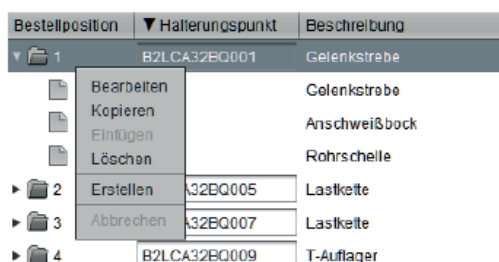 Bestellposition ▼ Halterungspunkt Beschreibung
▼ 1 B2LCA32BQ001 Gelenkstrebe
Bearbeiten Gelenkstrebe
Kopieren Anschweißbock
Einfügen
Löschen Rohrschelle
► 2 Erstellen A32BQ005 Lastkette
► 3 Abbrechen A32BQ007 Lastkette
► 4 B2LCA32BQ009 T-Auflager